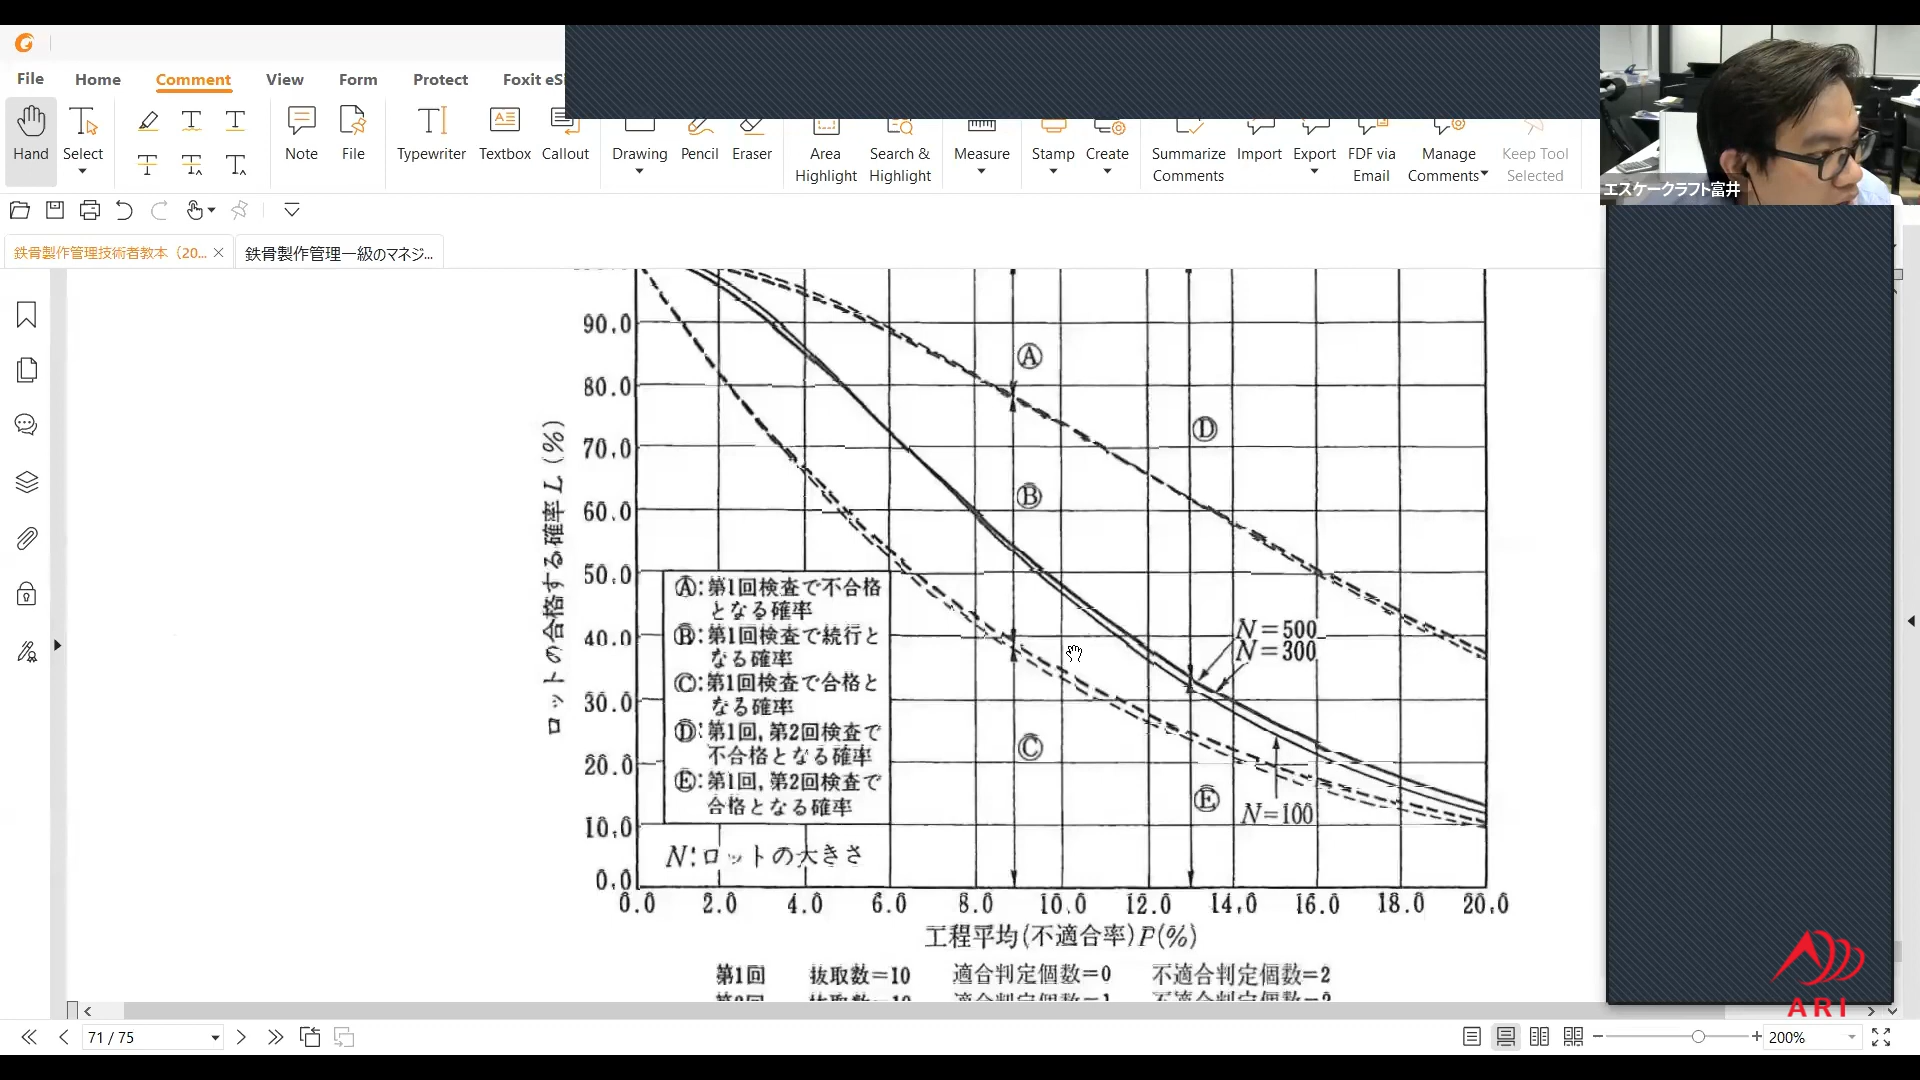 File Home Comment View Form Protect Foxit eSi
Hand Select Note File Typewriter Textbox Callout Drawing Pencil Eraser Area Highlight Search & Highlight Measure Stamp Create Summarize Comments Import Export FDF via Email Manage Comments Keep Tool Selected
エスケークラフト富井
鉄骨製作管理技術者教本（20... 鉄骨製作管理一級のマネジ...
90.0
80.0
70.0
60.0
50.0
40.0
30.0
20.0
10.0
0.0
ロットの合格する確率 L (%)
Ⓐ
Ⓑ
Ⓒ
Ⓓ
Ⓔ
N=500
N=300
N=100
Ⓐ:第1回検査で不合格
となる確率
Ⓑ:第1回検査で続行と
なる確率
Ⓒ:第1回検査で合格と
なる確率
Ⓓ:第1回,第2回検査で
不合格となる確率
Ⓔ:第1回,第2回検査で
合格となる確率
N:ロットの大きさ
0.0 2.0 4.0 6.0 8.0 10.0 12.0 14.0 16.0 18.0 20.0
工程平均(不適合率)P(%)
第1回 抜取数=10 適合判定個数=0 不適合判定個数=2
ARI
71 / 75
200%